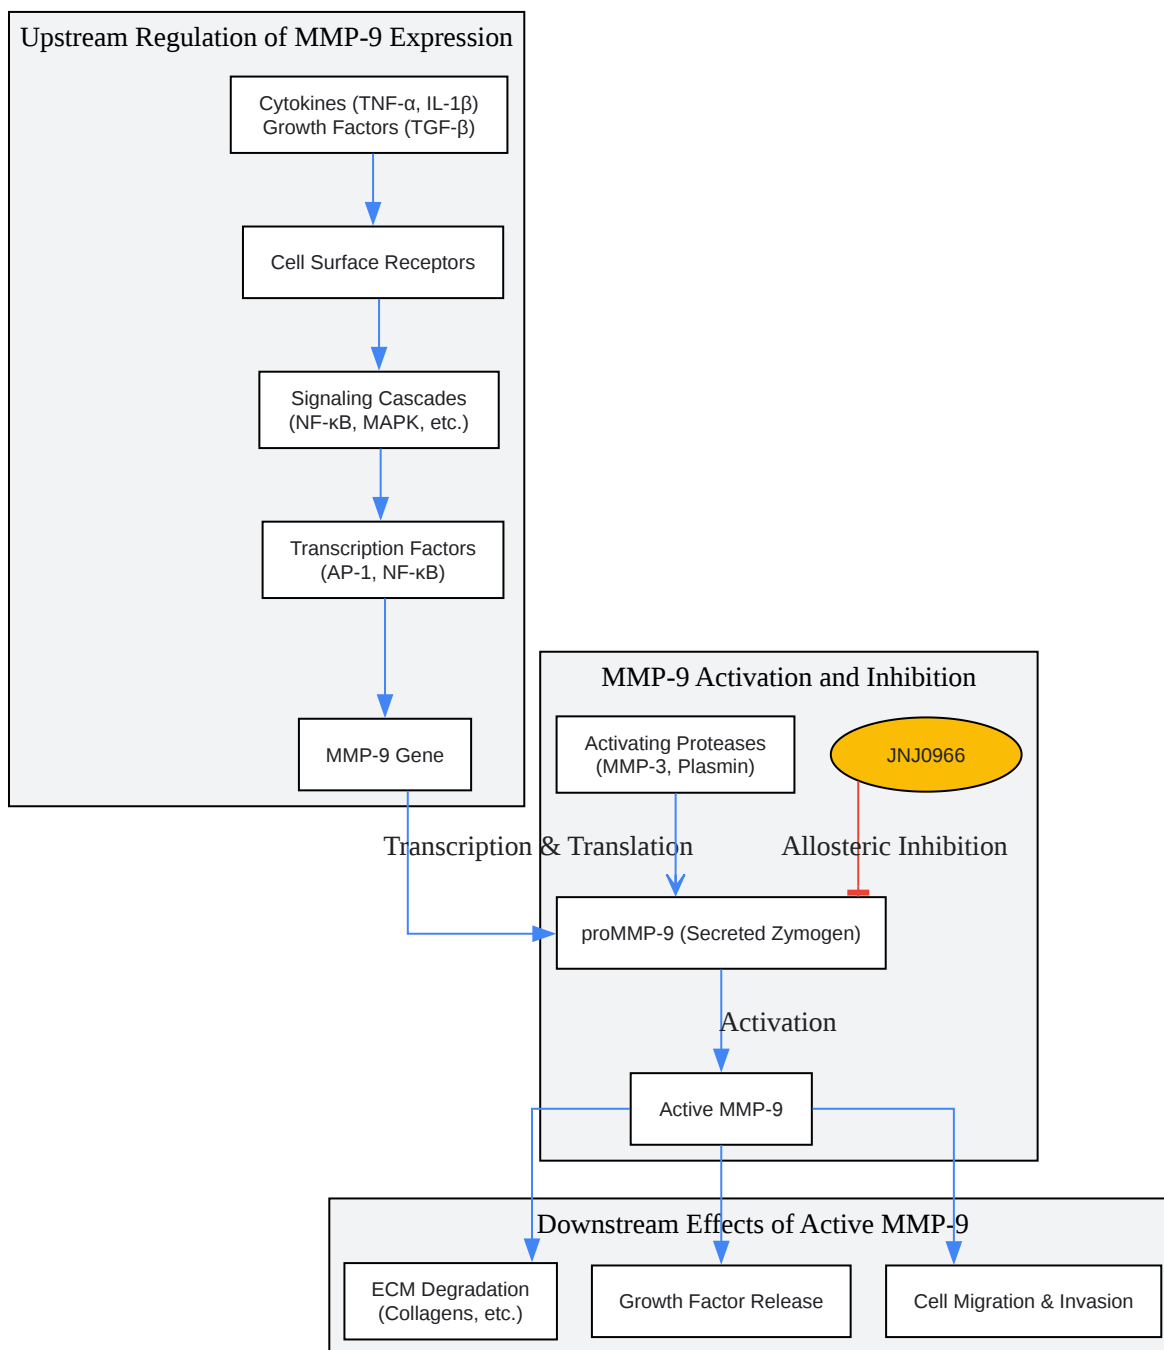 Upstream Regulation of MMP-9 Expression
Cytokines (TNF-α, IL-1β)
Growth Factors (TGF-β)
Cell Surface Receptors
Signaling Cascades
(NF-κB, MAPK, etc.)
Transcription Factors
(AP-1, NF-κB)
MMP-9 Gene
MMP-9 Activation and Inhibition
Activating Proteases
(MMP-3, Plasmin)
JNJ0966
Transcription & Translation
Allosteric Inhibition
proMMP-9 (Secreted Zymogen)
Activation
Active MMP-9
Downstream Effects of Active MMP-9
ECM Degradation
(Collagens, etc.)
Growth Factor Release
Cell Migration & Invasion